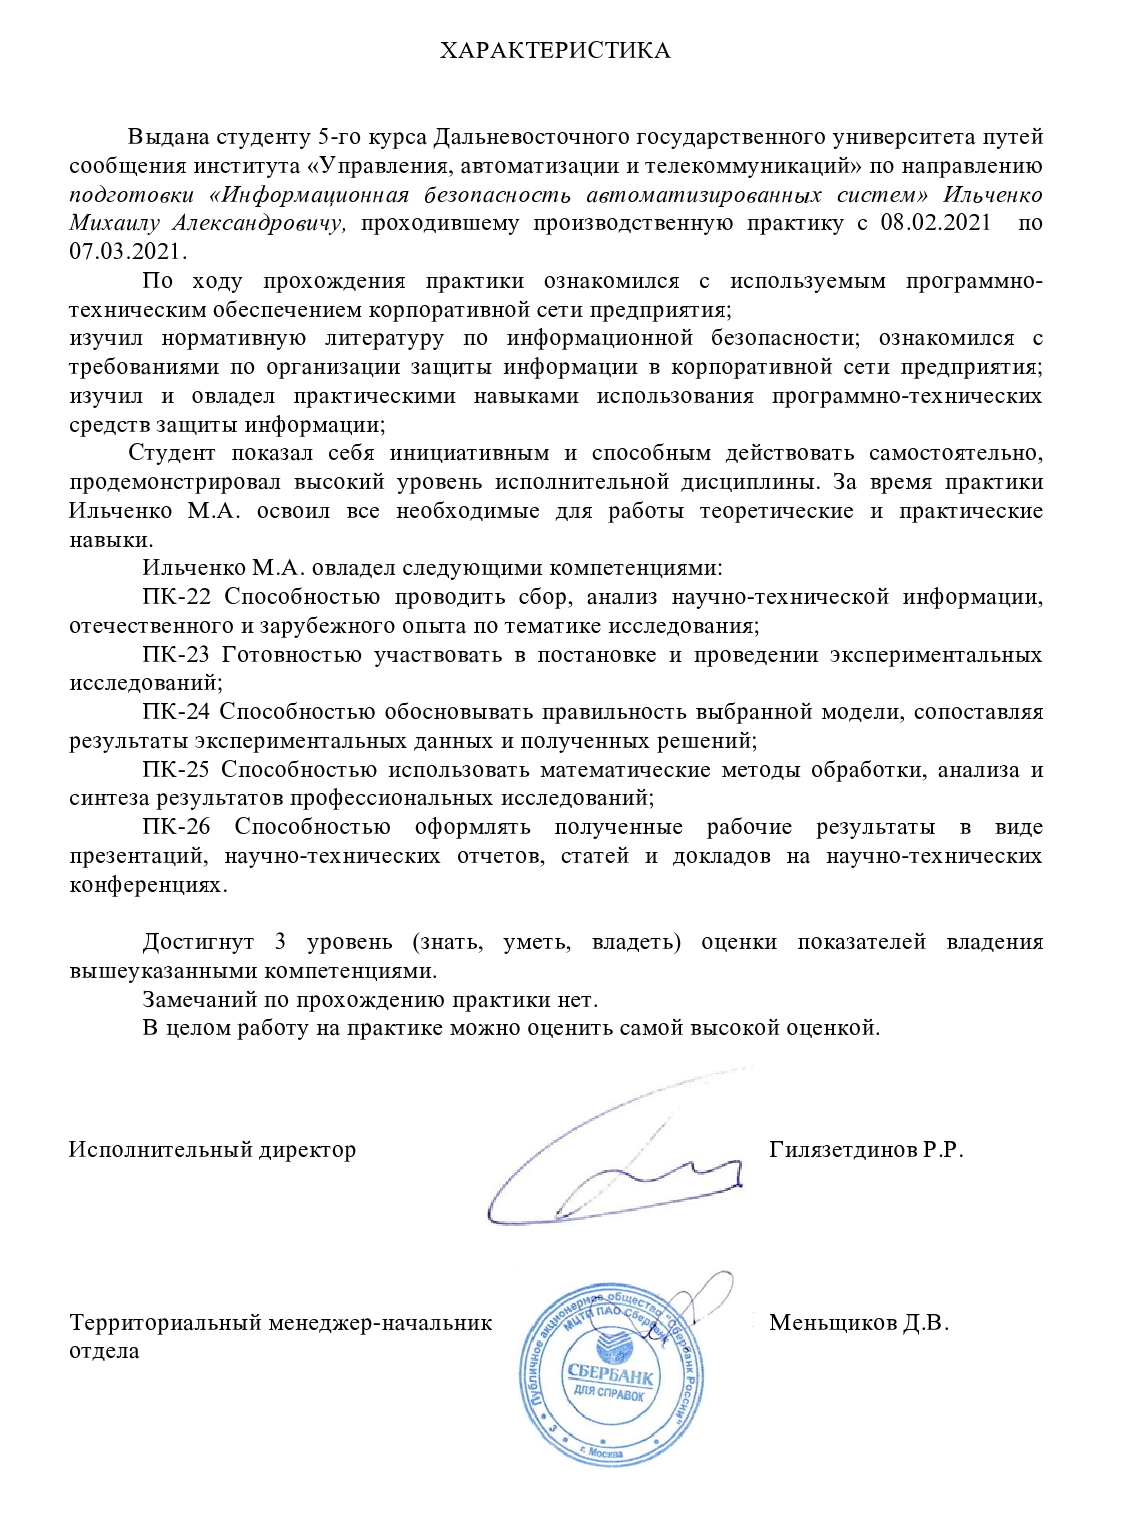 ХАРАКТЕРИСТИКА
Выдана студенту 5-го курса Дальневосточного государственного университета путей
сообщения института «Управления, автоматизации и телекоммуникаций» по направлению
подготовки «Информационная безопасность автоматизированных систем» Ильченко
Михаилу Александровичу, проходившему производственную практику с 08.02.2021 по
07.03.2021.
По ходу прохождения практики ознакомился с используемым программно-
техническим обеспечением корпоративной сети предприятия;
изучил нормативную литературу по информационной безопасности; ознакомился с
требованиями по организации защиты информации в корпоративной сети предприятия;
изучил и овладел практическими навыками использования программно-технических
средств защиты информации;
Студент показал себя инициативным и способным действовать самостоятельно,
продемонстрировал высокий уровень исполнительной дисциплины. За время практики
Ильченко М.А. освоил все необходимые для работы теоретические и практические
навыки.
Ильченко М.А. овладел следующими компетенциями:
ПК-22 Способностью проводить сбор, анализ научно-технической информации,
отечественного и зарубежного опыта по тематике исследования;
ПК-23 Готовностью участвовать в постановке и проведении экспериментальных
исследований;
ПК-24 Способностью обосновывать правильность выбранной модели, сопоставляя
результаты экспериментальных данных и полученных решений;
ПК-25 Способностью использовать математические методы обработки, анализа и
синтеза результатов профессиональных исследований;
ПК-26 Способностью оформлять полученные рабочие результаты в виде
презентаций, научно-технических отчетов, статей и докладов на научно-технических
конференциях.
Достигнут 3 уровень (знать, уметь, владеть) оценки показателей владения
вышеуказанными компетенциями.
Замечаний по прохождению практики нет.
В целом работу на практике можно оценить самой высокой оценкой.
Исполнительный директор Гилязетдинов Р.Р.
Территориальный менеджер-начальник Меньщиков Д.В.
отдела
Публичное акционерное общество "Сбербанк России"
МЦТП ПАО Сбербанк
СБЕРБАНК
ДЛЯ СПРАВОК
3
г. Москва